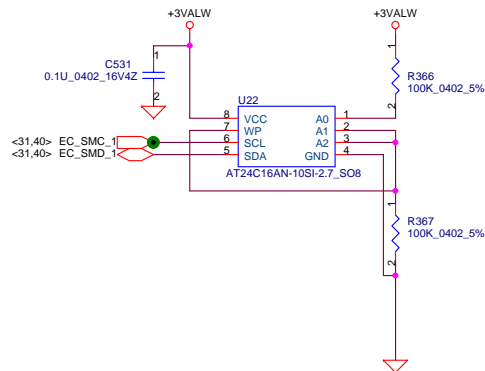 +3VALW
+3VALW
1
C531
0.1U_0402_16V4Z
2
1
R366
100K_0402_5%
2
U22
8 VCC A0 1
7 WP A1 2
6 SCL A2 3
5 SDA GND 4
AT24C16AN-10SI-2.7_SO8
<31,40> EC_SMC_1
<31,40> EC_SMD_1
1
R367
100K_0402_5%
2